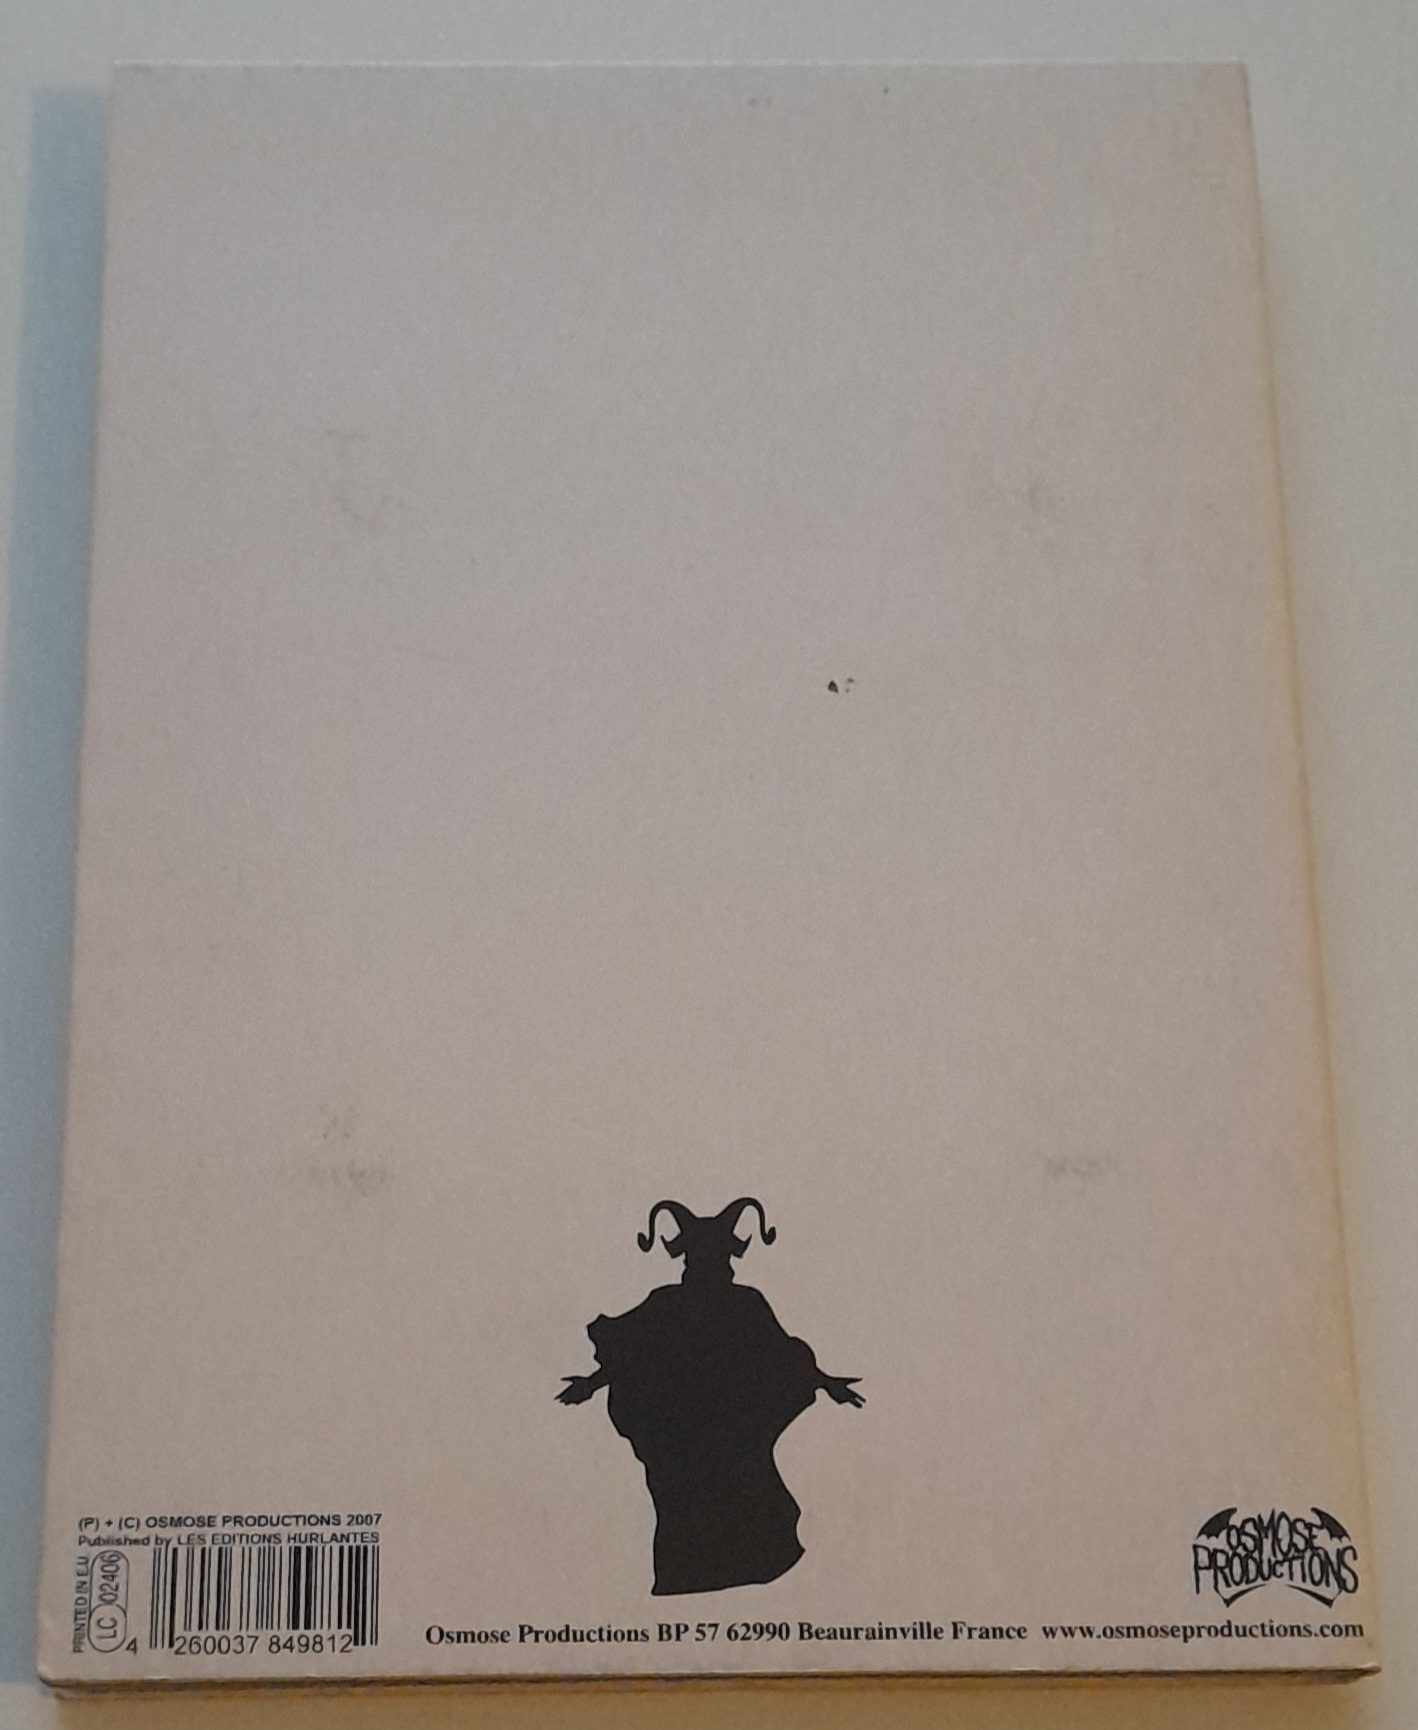 (P) + (C) OSMOSE PRODUCTIONS 2007
Published by LES EDITIONS HURLANTES
PRINTED IN E.U
LC 02406
4 260037 849812
Osmose Productions BP 57 62990 Beaurainville France www.osmoseproductions.com
OSMOSE
PRODUCTIONS